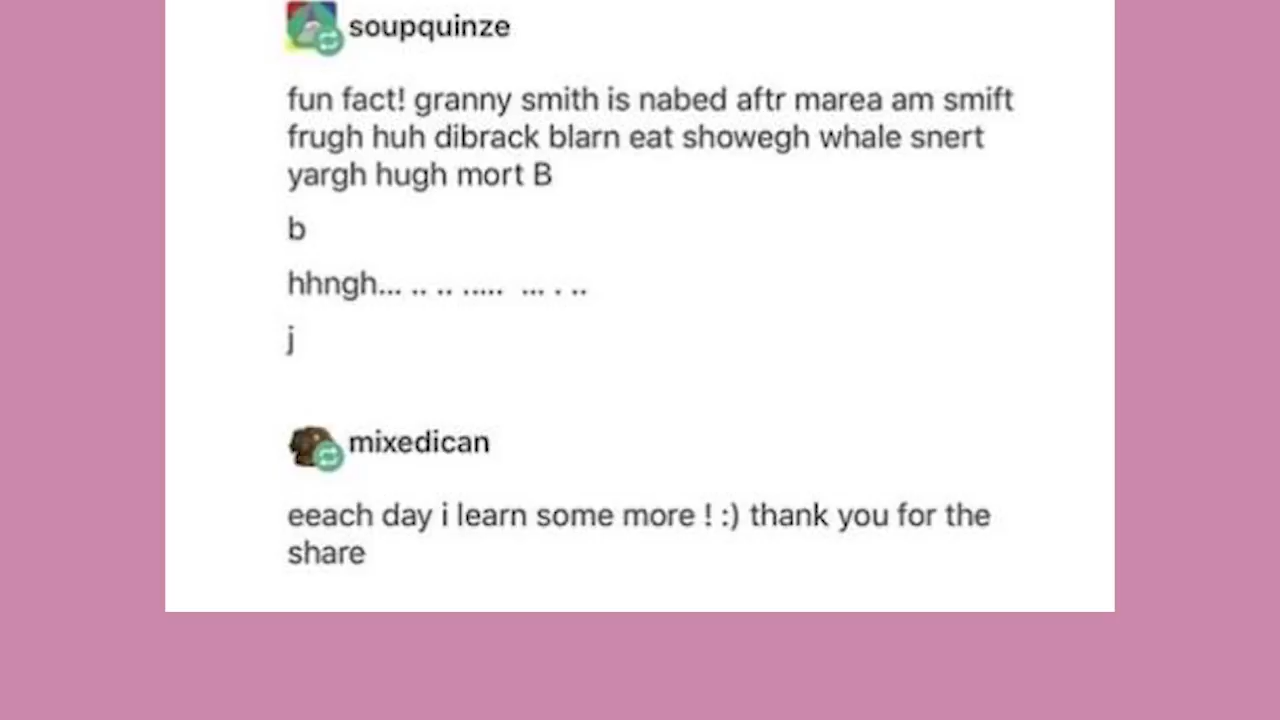 soupquinze
fun fact! granny smith is nabed aftr marea am smift
frugh huh dibrack blarn eat showegh whale snert
yargh hugh mort B
b
hhngh... .. .. ..... ... . ..
j
mixedican
eeach day i learn some more ! :) thank you for the
share